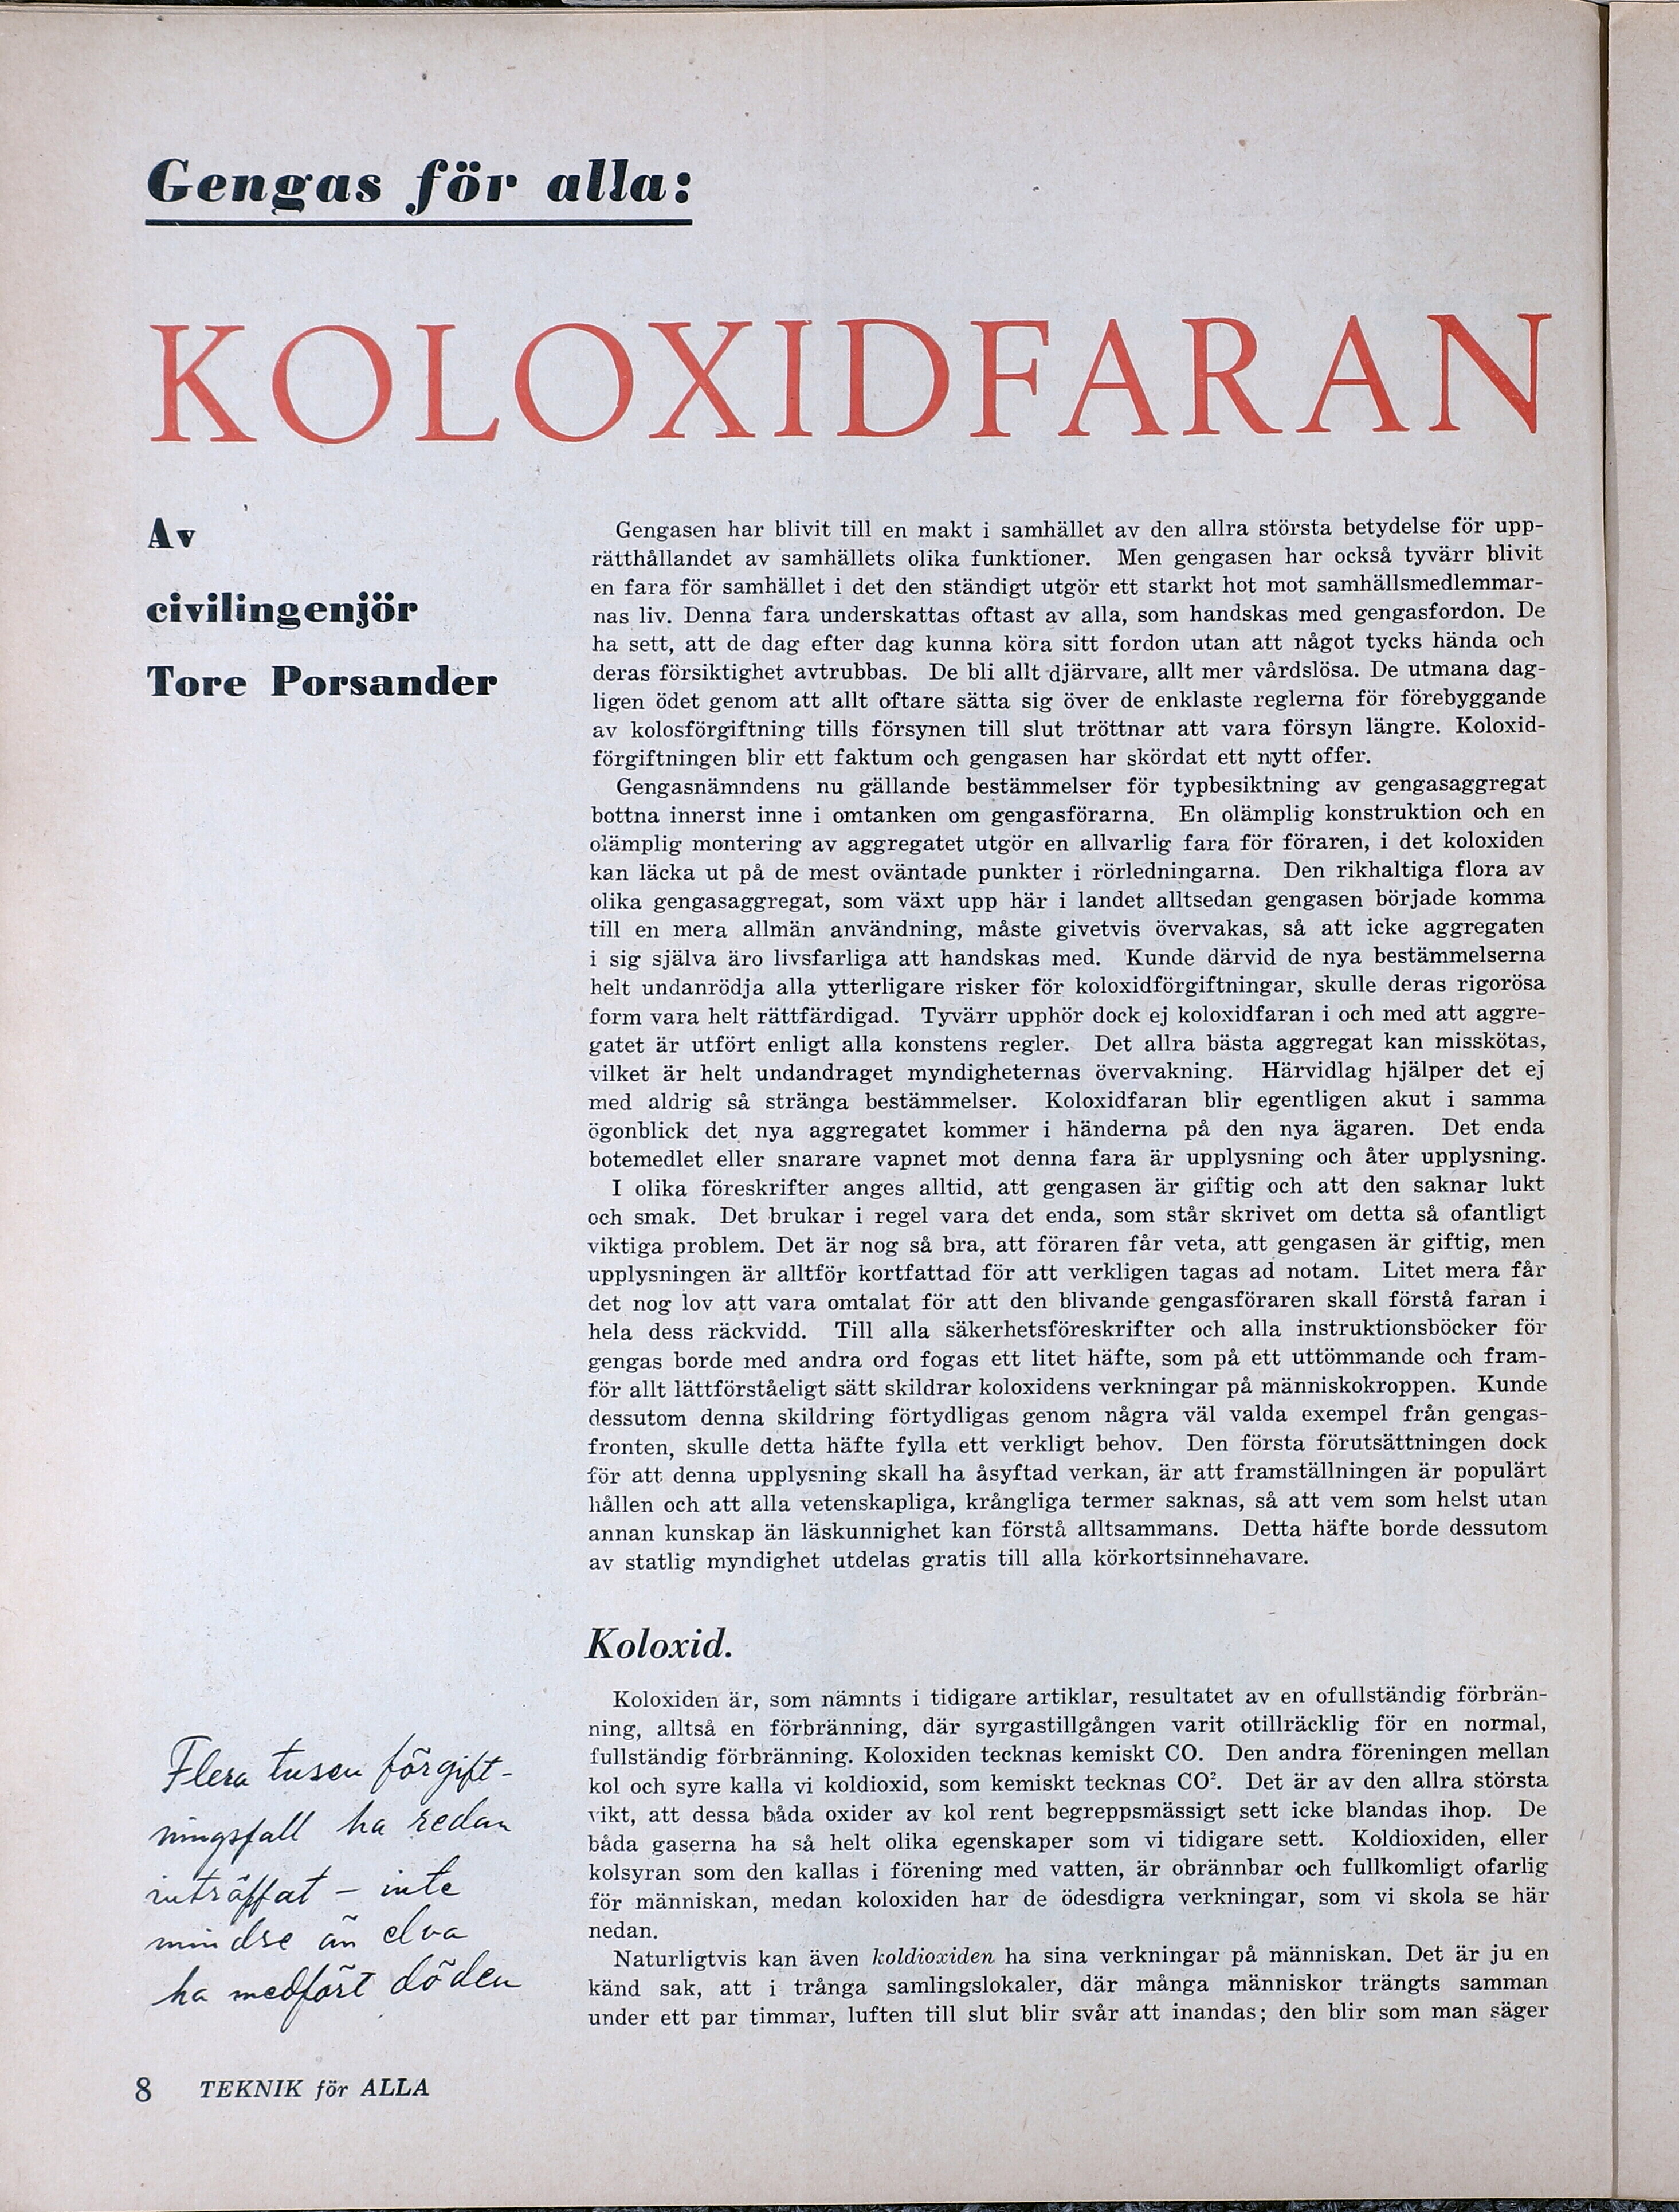 Gengas för alla:
KOLOXIDFARAN
Av
civilingenjör
Tore Porsander
Gengasen har blivit till en makt i samhället av den allra största betydelse för upp-
rätthållandet av samhällets olika funktioner. Men gengasen har också tyvärr blivit
en fara för samhället i det den ständigt utgör ett starkt hot mot samhällsmedlemmar-
nas liv. Denna fara underskattas oftast av alla, som handskas med gengasfordon. De
ha sett, att de dag efter dag kunna köra sitt fordon utan att något tycks hända och
deras försiktighet avtrubbas. De bli allt djärvare, allt mer vårdslösa. De utmana dag-
ligen ödet genom att allt oftare sätta sig över de enklaste reglerna för förebyggande
av kolosförgiftning tills försynen till slut tröttnar att vara försyn längre. Koloxid-
förgiftningen blir ett faktum och gengasen har skördat ett nytt offer.
Gengasnämndens nu gällande bestämmelser för typbesiktning av gengasaggregat
bottna innerst inne i omtanken om gengasförarna. En olämplig konstruktion och en
olämplig montering av aggregatet utgör en allvarlig fara för föraren, i det koloxiden
kan läcka ut på de mest oväntade punkter i rörledningarna. Den rikhaltiga flora av
olika gengasaggregat, som växt upp här i landet alltsedan gengasen började komma
till en mera allmän användning, måste givetvis övervakas, så att icke aggregaten
i sig själva äro livsfarliga att handskas med. Kunde därvid de nya bestämmelserna
helt undanrödja alla ytterligare risker för koloxidförgiftningar, skulle deras rigorösa
form vara helt rättfärdigad. Tyvärr upphör dock ej koloxidfaran i och med att aggre-
gatet är utfört enligt alla konstens regler. Det allra bästa aggregat kan misskötas,
vilket är helt undandraget myndigheternas övervakning. Härvidlag hjälper det ej
med aldrig så stränga bestämmelser. Koloxidfaran blir egentligen akut i samma
ögonblick det nya aggregatet kommer i händerna på den nya ägaren. Det enda
botemedlet eller snarare vapnet mot denna fara är upplysning och åter upplysning.
I olika föreskrifter anges alltid, att gengasen är giftig och att den saknar lukt
och smak. Det brukar i regel vara det enda, som står skrivet om detta så ofantligt
viktiga problem. Det är nog så bra, att föraren får veta, att gengasen är giftig, men
upplysningen är alltför kortfattad för att verkligen tagas ad notam. Litet mera får
det nog lov att vara omtalat för att den blivande gengasföraren skall förstå faran i
hela dess räckvidd. Till alla säkerhetsföreskrifter och alla instruktionsböcker för
gengas borde med andra ord fogas ett litet häfte, som på ett uttömmande och fram-
för allt lättförståeligt sätt skildrar koloxidens verkningar på människokroppen. Kunde
dessutom denna skildring förtydligas genom några väl valda exempel från gengas-
fronten, skulle detta häfte fylla ett verkligt behov. Den första förutsättningen dock
för att denna upplysning skall ha åsyftad verkan, är att framställningen är populärt
hållen och att alla vetenskapliga, krångliga termer saknas, så att vem som helst utan
annan kunskap än läskunnighet kan förstå alltsammans. Detta häfte borde dessutom
av statlig myndighet utdelas gratis till alla körkortsinnehavare.
Koloxid.
Koloxiden är, som nämnts i tidigare artiklar, resultatet av en ofullständig förbrän-
ning, alltså en förbränning, där syrgastillgången varit otillräcklig för en normal,
fullständig förbränning. Koloxiden tecknas kemiskt CO. Den andra föreningen mellan
kol och syre kalla vi koldioxid, som kemiskt tecknas CO². Det är av den allra största
vikt, att dessa båda oxider av kol rent begreppsmässigt sett icke blandas ihop. De
båda gaserna ha så helt olika egenskaper som vi tidigare sett. Koldioxiden, eller
kolsyran som den kallas i förening med vatten, är obrännbar och fullkomligt ofarlig
för människan, medan koloxiden har de ödesdigra verkningar, som vi skola se här
nedan.
Naturligtvis kan även koldioxiden ha sina verkningar på människan. Det är ju en
känd sak, att i trånga samlingslokaler, där många människor trängts samman
under ett par timmar, luften till slut blir svår att inandas; den blir som man säger
Flera tusen förgift-
ningsfall ha redan
inträffat – inte
mindre än elva
ha medfört döden
8 TEKNIK för ALLA